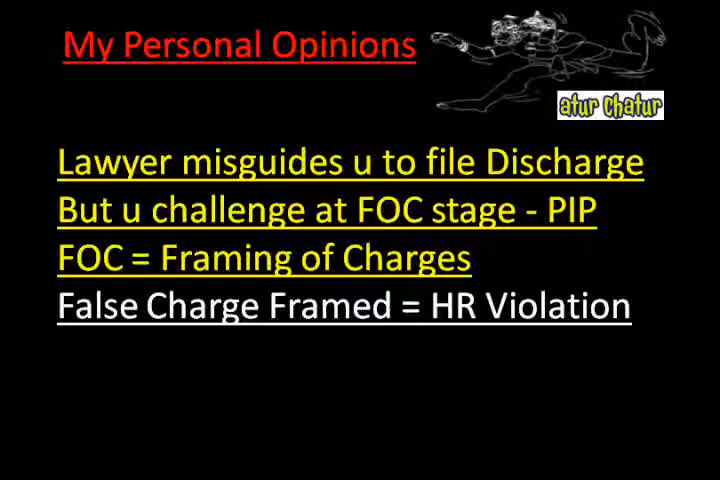 My Personal Opinions
atur chatur
Lawyer misguides u to file Discharge
But u challenge at FOC stage - PIP
FOC = Framing of Charges
False Charge Framed = HR Violation